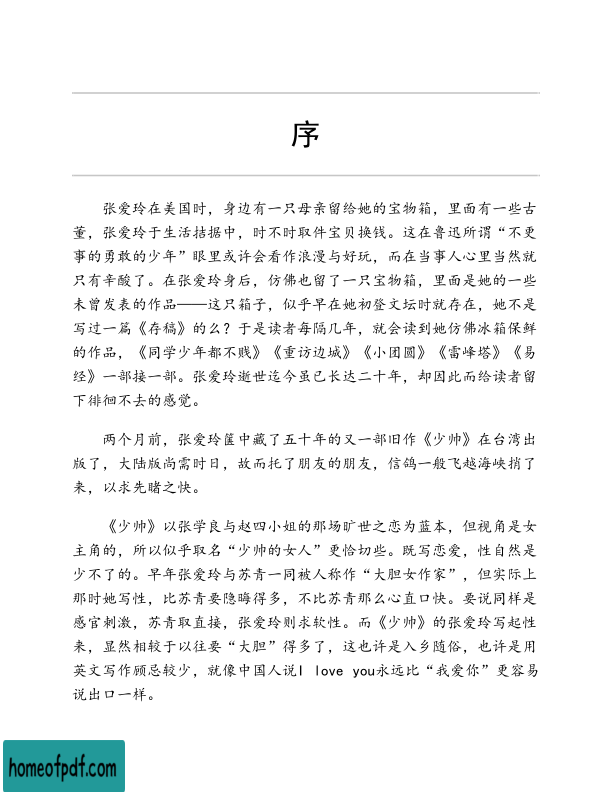 序
张爱玲在美国时，身边有一只母亲留给她的宝物箱，里面有一些古
董，张爱玲于生活拮据中，时不时取件宝贝换钱。这在鲁迅所谓“不更
事的勇敢的少年”眼里或许会看作浪漫与好玩，而在当事人心里当然就
只有辛酸了。在张爱玲身后，仿佛也留了一只宝物箱，里面是她的一些
未曾发表的作品——这只箱子，似乎早在她初登文坛时就存在，她不是
写过一篇《存稿》的么？于是读者每隔几年，就会读到她仿佛冰箱保鲜
的作品，《同学少年都不贱》《重访边城》《小团圆》《雷峰塔》《易
经》一部接一部。张爱玲逝世迄今虽已长达二十年，却因此而给读者留
下徘徊不去的感觉。
两个月前，张爱玲箧中藏了五十年的又一部旧作《少帅》在台湾出
版了，大陆版尚需时日，故而托了朋友的朋友，信鸽一般飞越海峡捎了
来，以求先睹之快。
《少帅》以张学良与赵四小姐的那场旷世之恋为蓝本，但视角是女
主角的，所以似乎取名“少帅的女人”更恰切些。既写恋爱，性自然是
少不了的。早年张爱玲与苏青一同被人称作“大胆女作家”，但实际上
那时她写性，比苏青要隐晦得多，不比苏青那么心直口快。要说同样是
感官刺激，苏青取直接，张爱玲则求软性。而《少帅》的张爱玲写起性
来，显然相较于以往要“大胆”得多了，这也许是入乡随俗，也许是用
英文写作顾忌较少，就像中国人说I love you永远比“我爱你”更容易
说出口一样。
homeofpdf.com